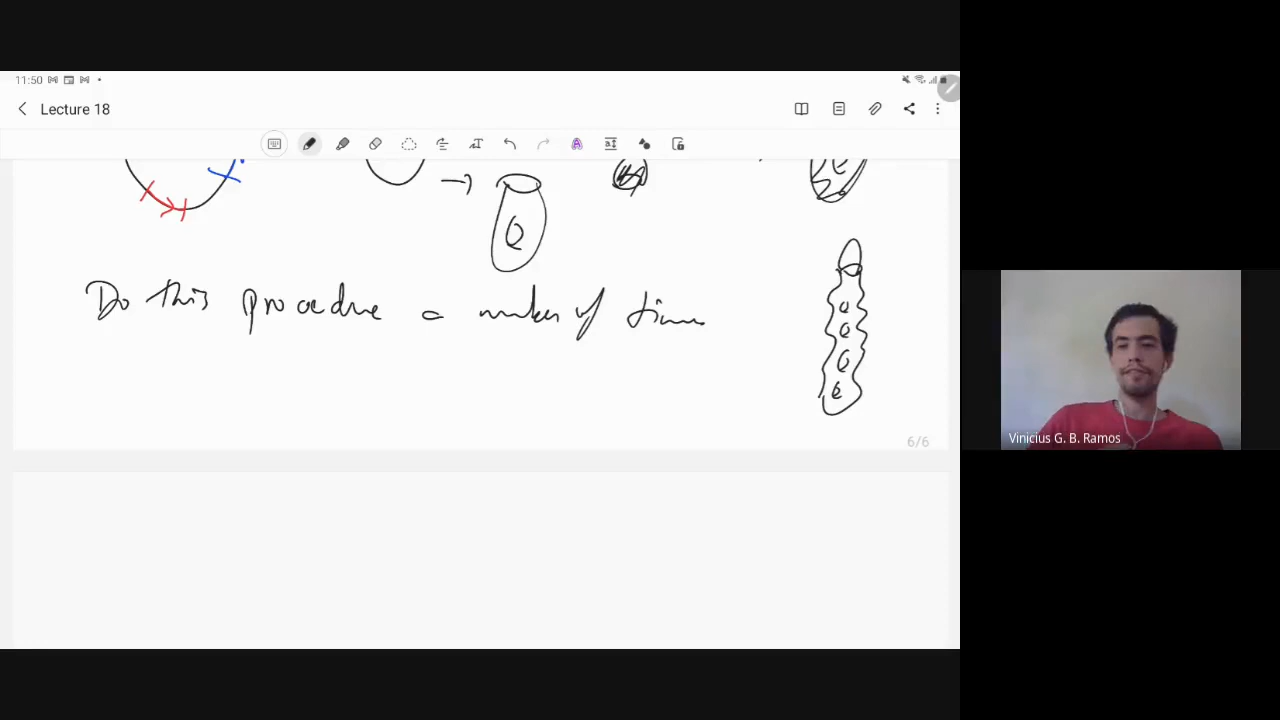 11:50
Lecture 18
Do this procedure a number of times
6/6
Vinicius G. B. Ramos